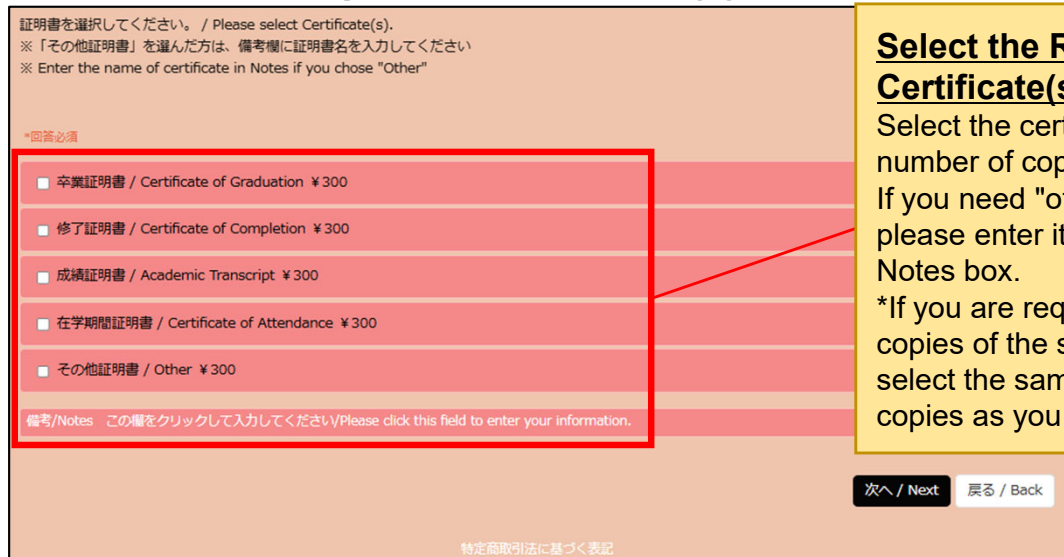 証明書を選択してください。 / Please select Certificate(s).
※「その他証明書」を選んだ方は、備考欄に証明書名を入力してください
※ Enter the name of certificate in Notes if you chose "Other"
*回答必須
卒業証明書 / Certificate of Graduation ¥300
修了証明書 / Certificate of Completion ¥300
成績証明書 / Academic Transcript ¥300
在学期間証明書 / Certificate of Attendance ¥300
その他証明書 / Other ¥300
備考/Notes この欄をクリックして入力してください/Please click this field to enter your information.
Select the
Certificate(s
Select the
number of
If you need
please enter
Notes box.
*If you are
copies of the
select the
copies as you
次へ / Next
戻る / Back
特定商取引法に基づく表記